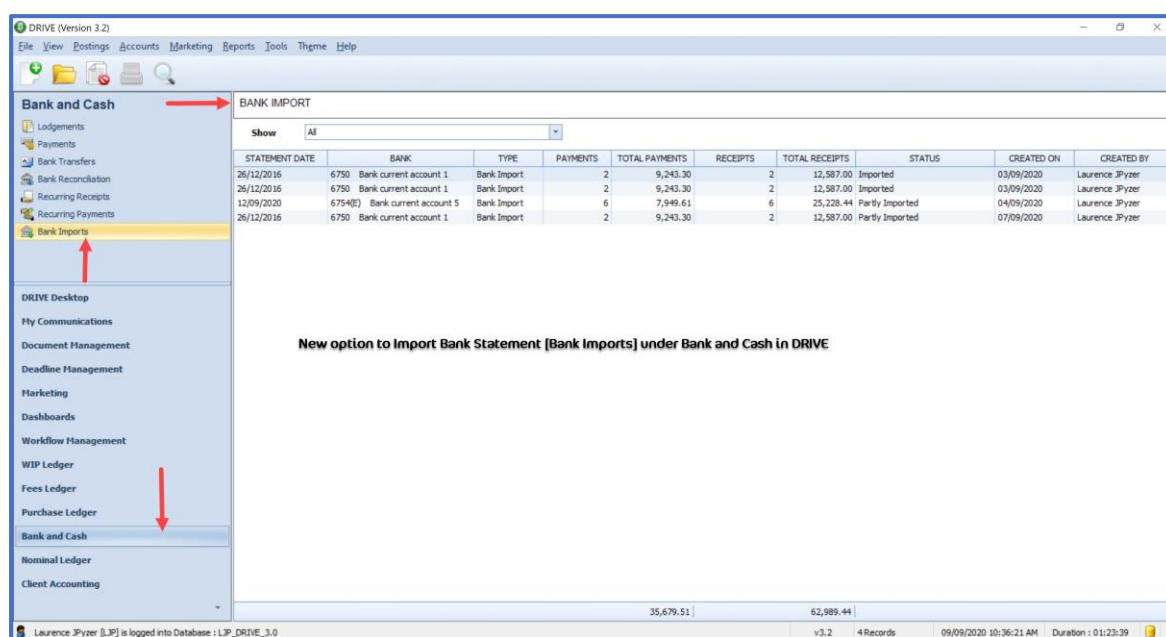 DRIVE (Version 3.2)
File View Postings Accounts Marketing Reports Tools Theme Help
Bank and Cash
Lodgements
Payments
Bank Transfers
Bank Reconciliation
Recurring Receipts
Recurring Payments
Bank Imports
DRIVE Desktop
My Communications
Document Management
Deadline Management
Marketing
Dashboards
Workflow Management
WIP Ledger
Fees Ledger
Purchase Ledger
Bank and Cash
Nominal Ledger
Client Accounting
BANK IMPORT
Show All
STATEMENT DATE BANK TYPE PAYMENTS TOTAL PAYMENTS RECEIPTS TOTAL RECEIPTS STATUS CREATED ON CREATED BY
26/12/2016 6750 Bank current account 1 Bank Import 2 9,243.30 2 12,587.00 Imported 03/09/2020 Laurence JPyzer
26/12/2016 6750 Bank current account 1 Bank Import 2 9,243.30 2 12,587.00 Imported 03/09/2020 Laurence JPyzer
12/09/2020 6754(E) Bank current account 5 Bank Import 6 7,949.61 6 25,228.44 Partly Imported 04/09/2020 Laurence JPyzer
26/12/2016 6750 Bank current account 1 Bank Import 2 9,243.30 2 12,587.00 Partly Imported 07/09/2020 Laurence JPyzer
New option to Import Bank Statement [Bank Imports] under Bank and Cash in DRIVE
35,679.51 62,989.44
Laurence JPyzer [LJP] is logged into Database : LJP_DRIVE_3.0 v3.2 4 Records 09/09/2020 10:36:21 AM Duration : 01:23:39